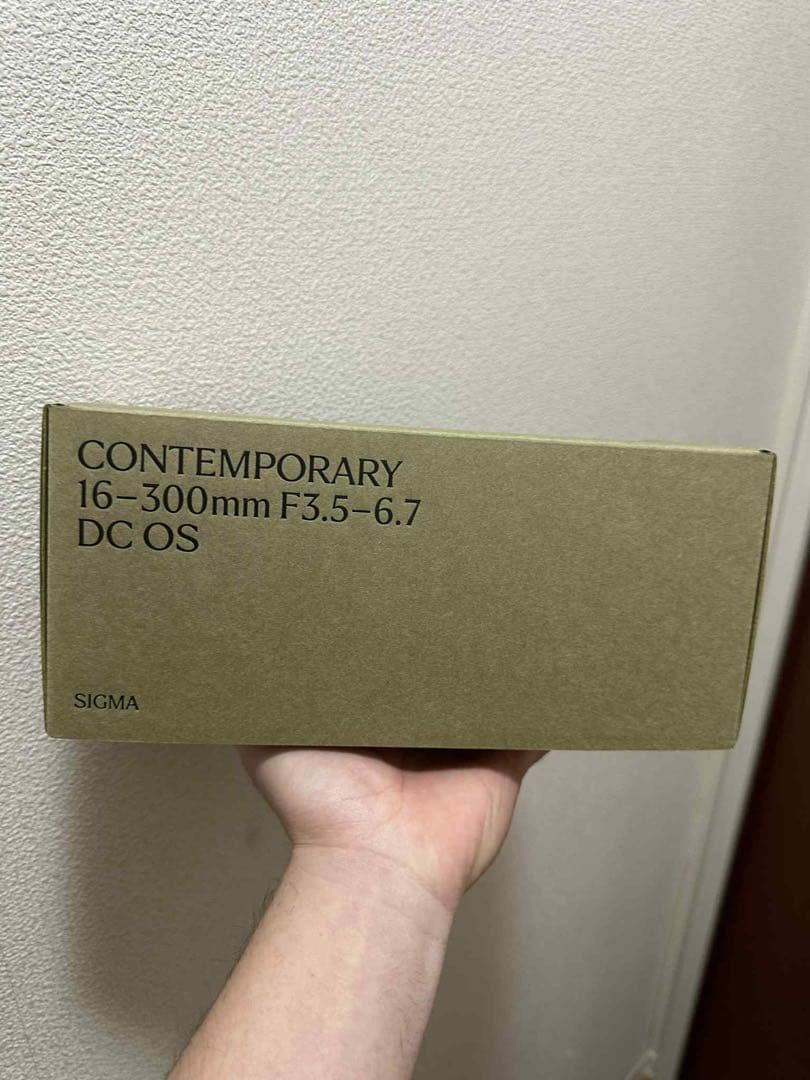 CONTEMPORARY
16–300mm F3.5–6.7
DC OS
SIGMA